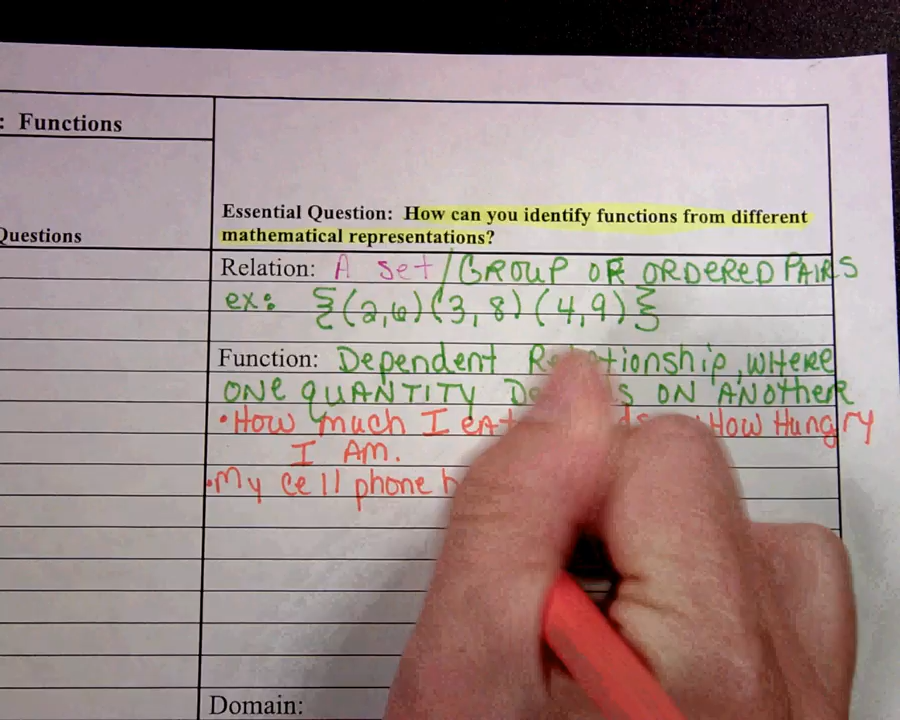 : Functions
Essential Question: How can you identify functions from different
Questions
mathematical representations?
Relation: A set/GROUP OF ORDERED PAIRS
ex: {(2,6)(3,8)(4,9)}
Function: Dependent Relationship, WHERE
ONE QUANTITY ON ANOTHER
•How much I eat How Hungry
I AM.
•My cell phone
Domain: